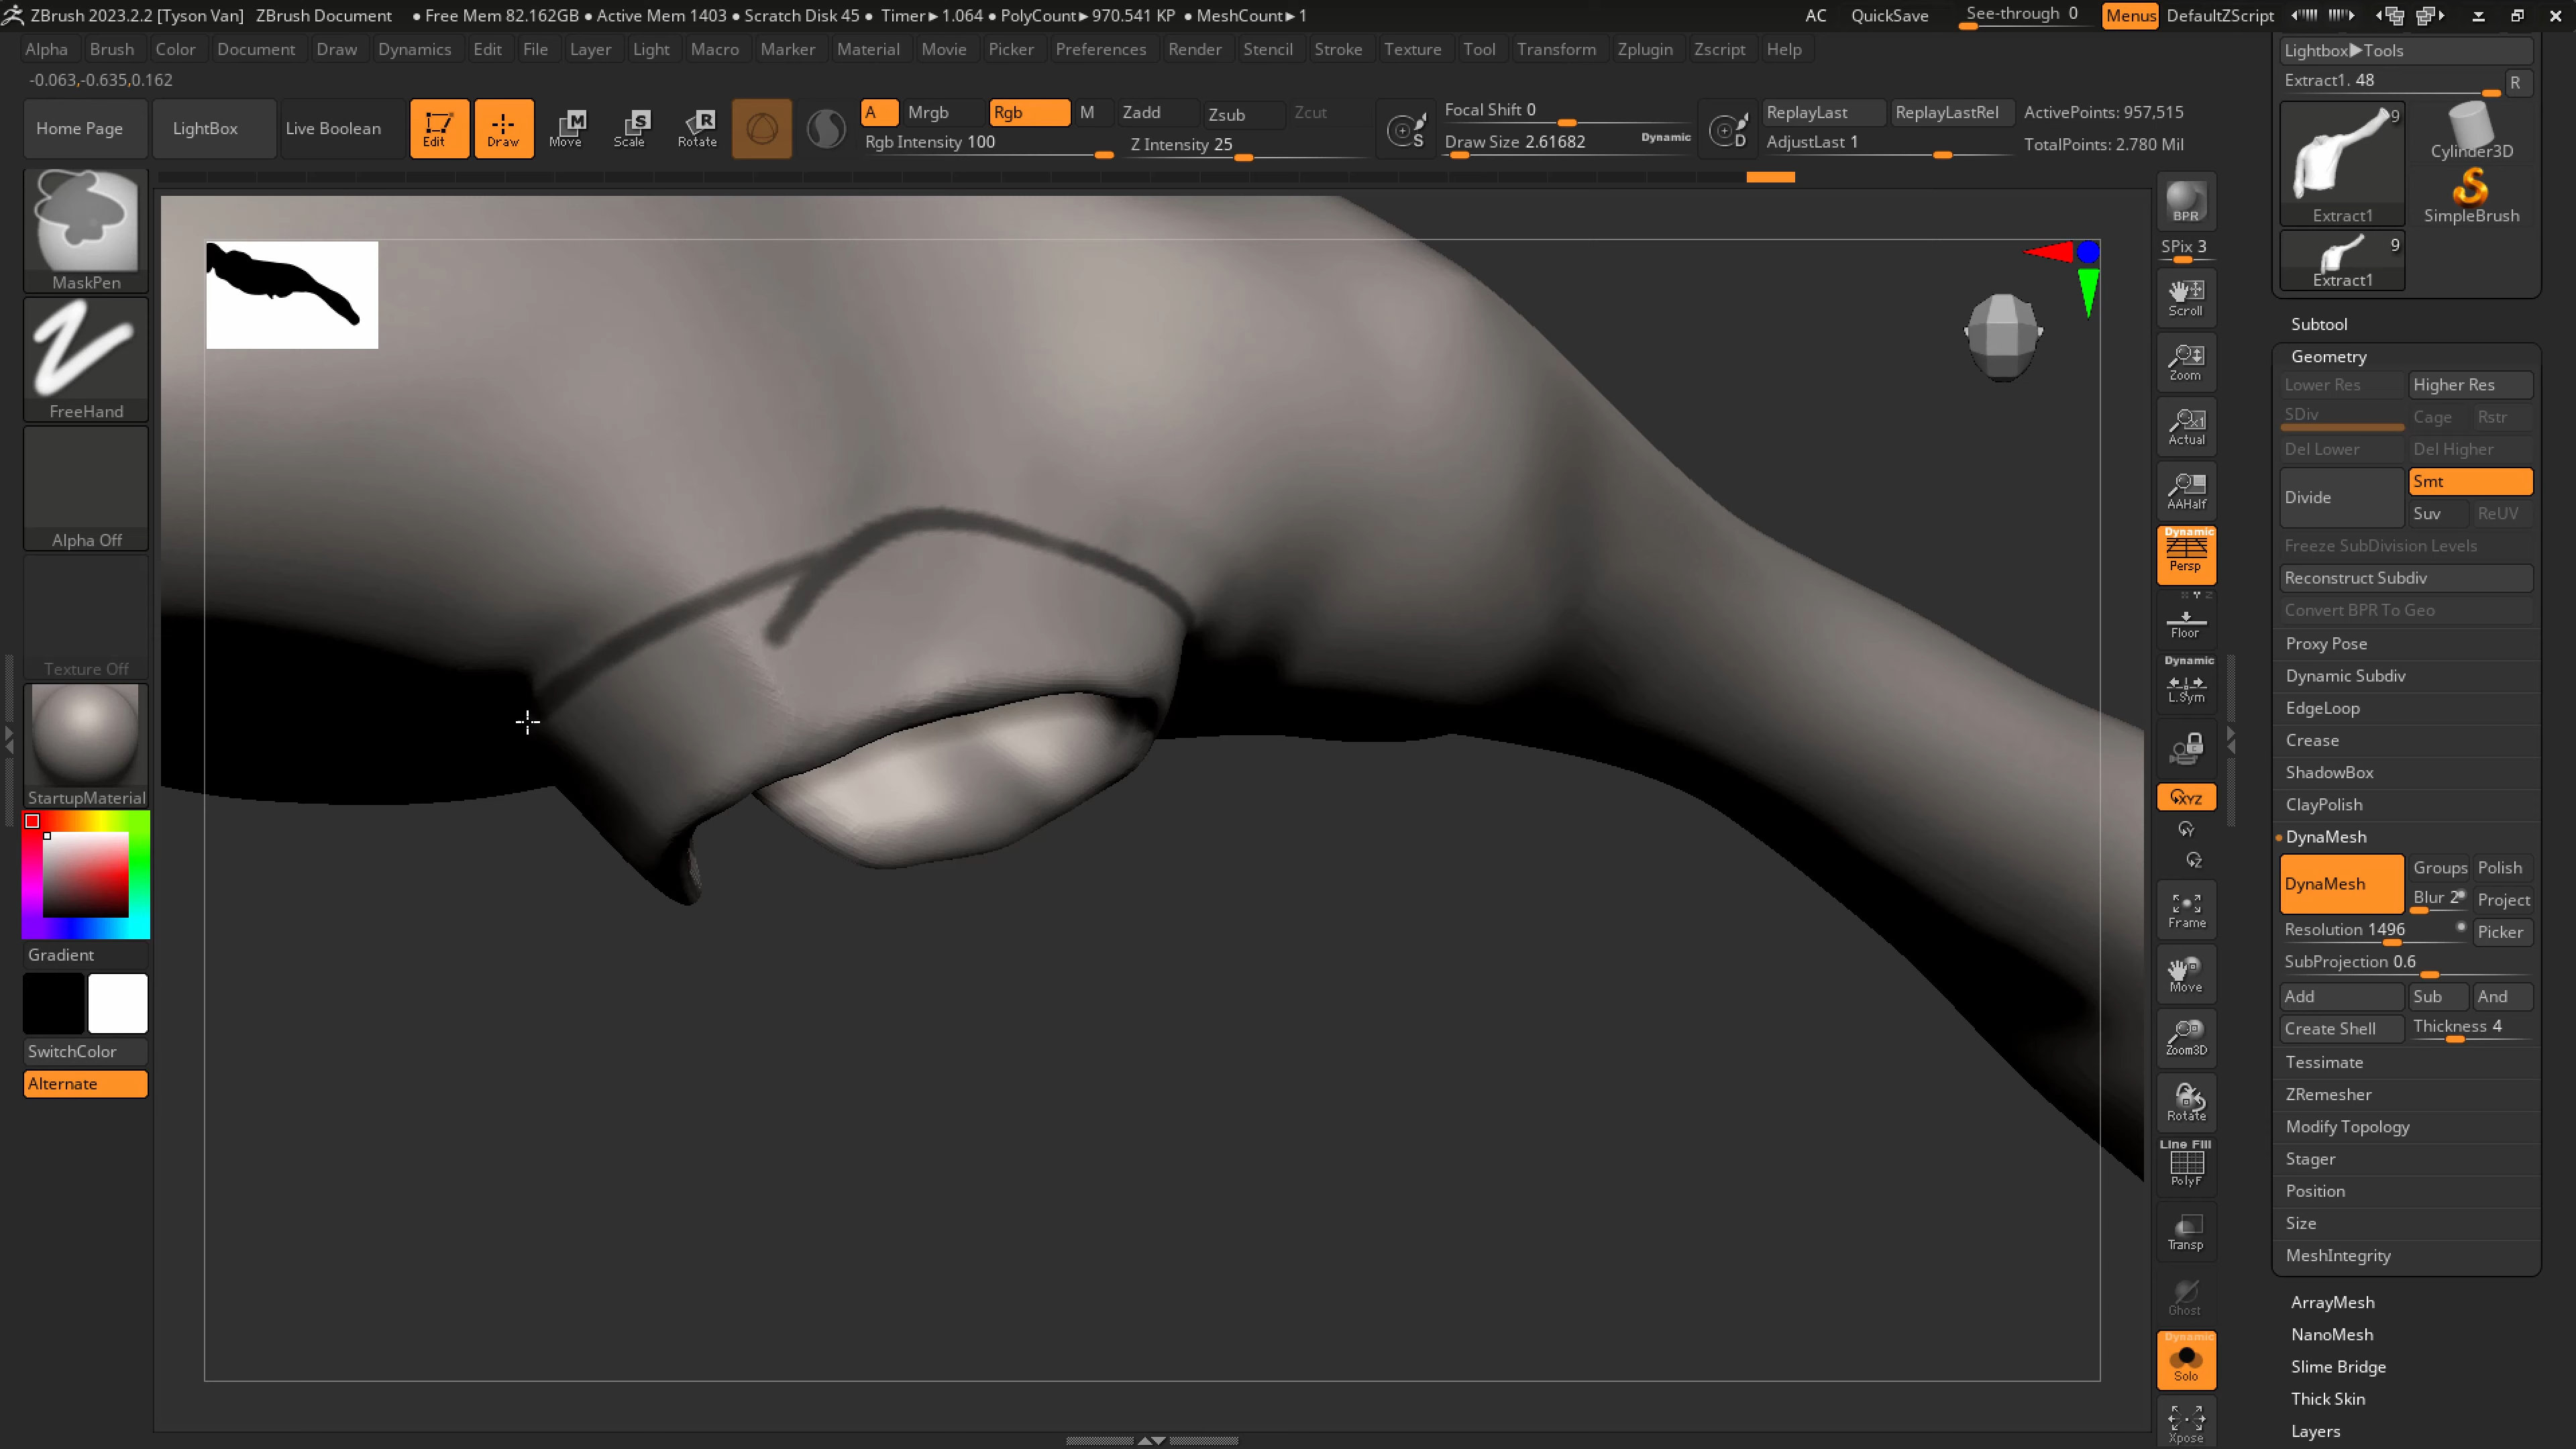 ZBrush 2023.2.2 [Tyson Van] ZBrush Document ● Free Mem 82.162GB ● Active Mem 1403 ● Scratch Disk 45 ● Timer►1.064 ● PolyCount►970.541 KP ● MeshCount►1 AC QuickSave See-through 0 Menus DefaultZScript
Alpha Brush Color Document Draw Dynamics Edit File Layer Light Macro Marker Material Movie Picker Preferences Render Stencil Stroke Texture Tool Transform Zplugin Zscript Help
-0.063,-0.635,0.162
Home Page LightBox Live Boolean Edit Draw Move Scale Rotate
M S R
A Mrgb Rgb M Zadd Zsub Zcut
Rgb Intensity 100 Z Intensity 25
S Focal Shift 0
Draw Size 2.61682 Dynamic
D ReplayLast ReplayLastRel ActivePoints: 957,515
AdjustLast 1 TotalPoints: 2.780 Mil
MaskPen
FreeHand
Alpha Off
Texture Off
StartupMaterial
Gradient
SwitchColor
Alternate
BPR
SPix 3
Scroll
Zoom
Actual
AAHalf
Dynamic
Persp
Floor
Dynamic
L.Sym
XYZ
Y
Z
Frame
Move
Zoom3D
Rotate
Line Fill
PolyF
Transp
Ghost
Dynamic
Solo
Xpose
Lightbox►Tools
Extract1. 48 R
9 Cylinder3D
Extract1 SimpleBrush
9
Extract1
Subtool
Geometry
Lower Res Higher Res
SDiv Cage Rstr
Del Lower Del Higher
Divide Smt
Suv ReUV
Freeze SubDivision Levels
Reconstruct Subdiv
Convert BPR To Geo
Proxy Pose
Dynamic Subdiv
EdgeLoop
Crease
ShadowBox
ClayPolish
DynaMesh
DynaMesh Groups Polish
Blur 2 Project
Resolution 1496 Picker
SubProjection 0.6
Add Sub And
Create Shell Thickness 4
Tessimate
ZRemesher
Modify Topology
Stager
Position
Size
MeshIntegrity
ArrayMesh
NanoMesh
Slime Bridge
Thick Skin
Layers